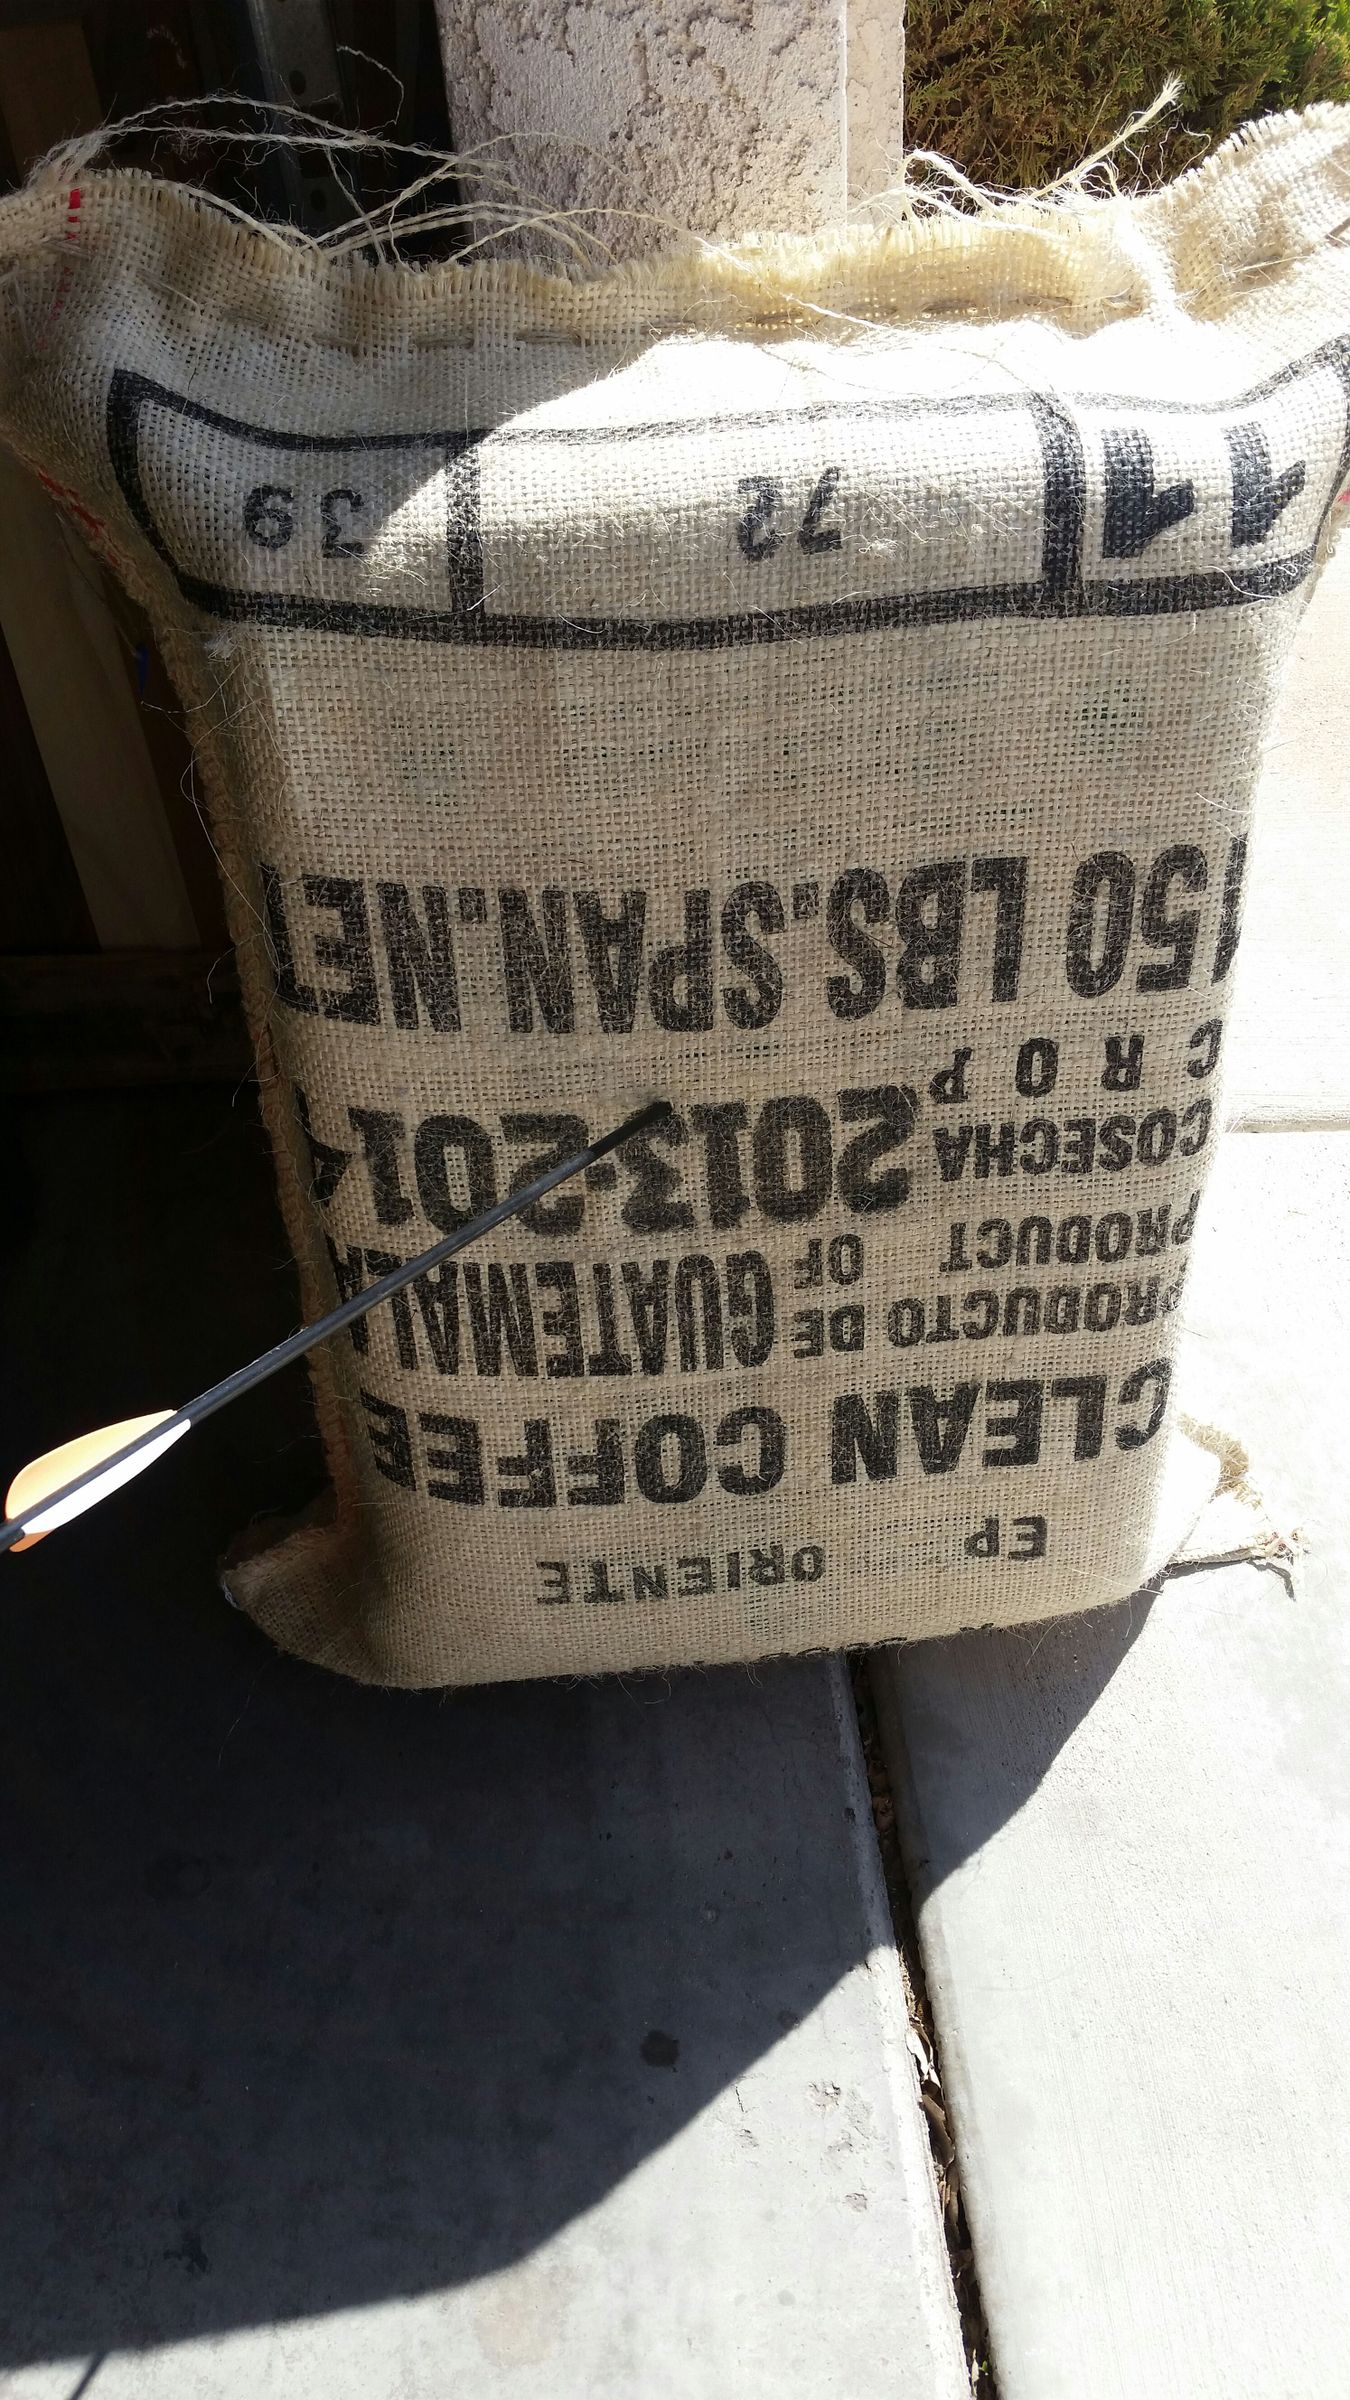 EP ORIENTE
CLEAN COFFEE
PRODUCTO DE GUATEMALA
PRODUCT OF
COSECHA 2013-2014
CROP
150 LBS.SPAN.NET
11 72 39